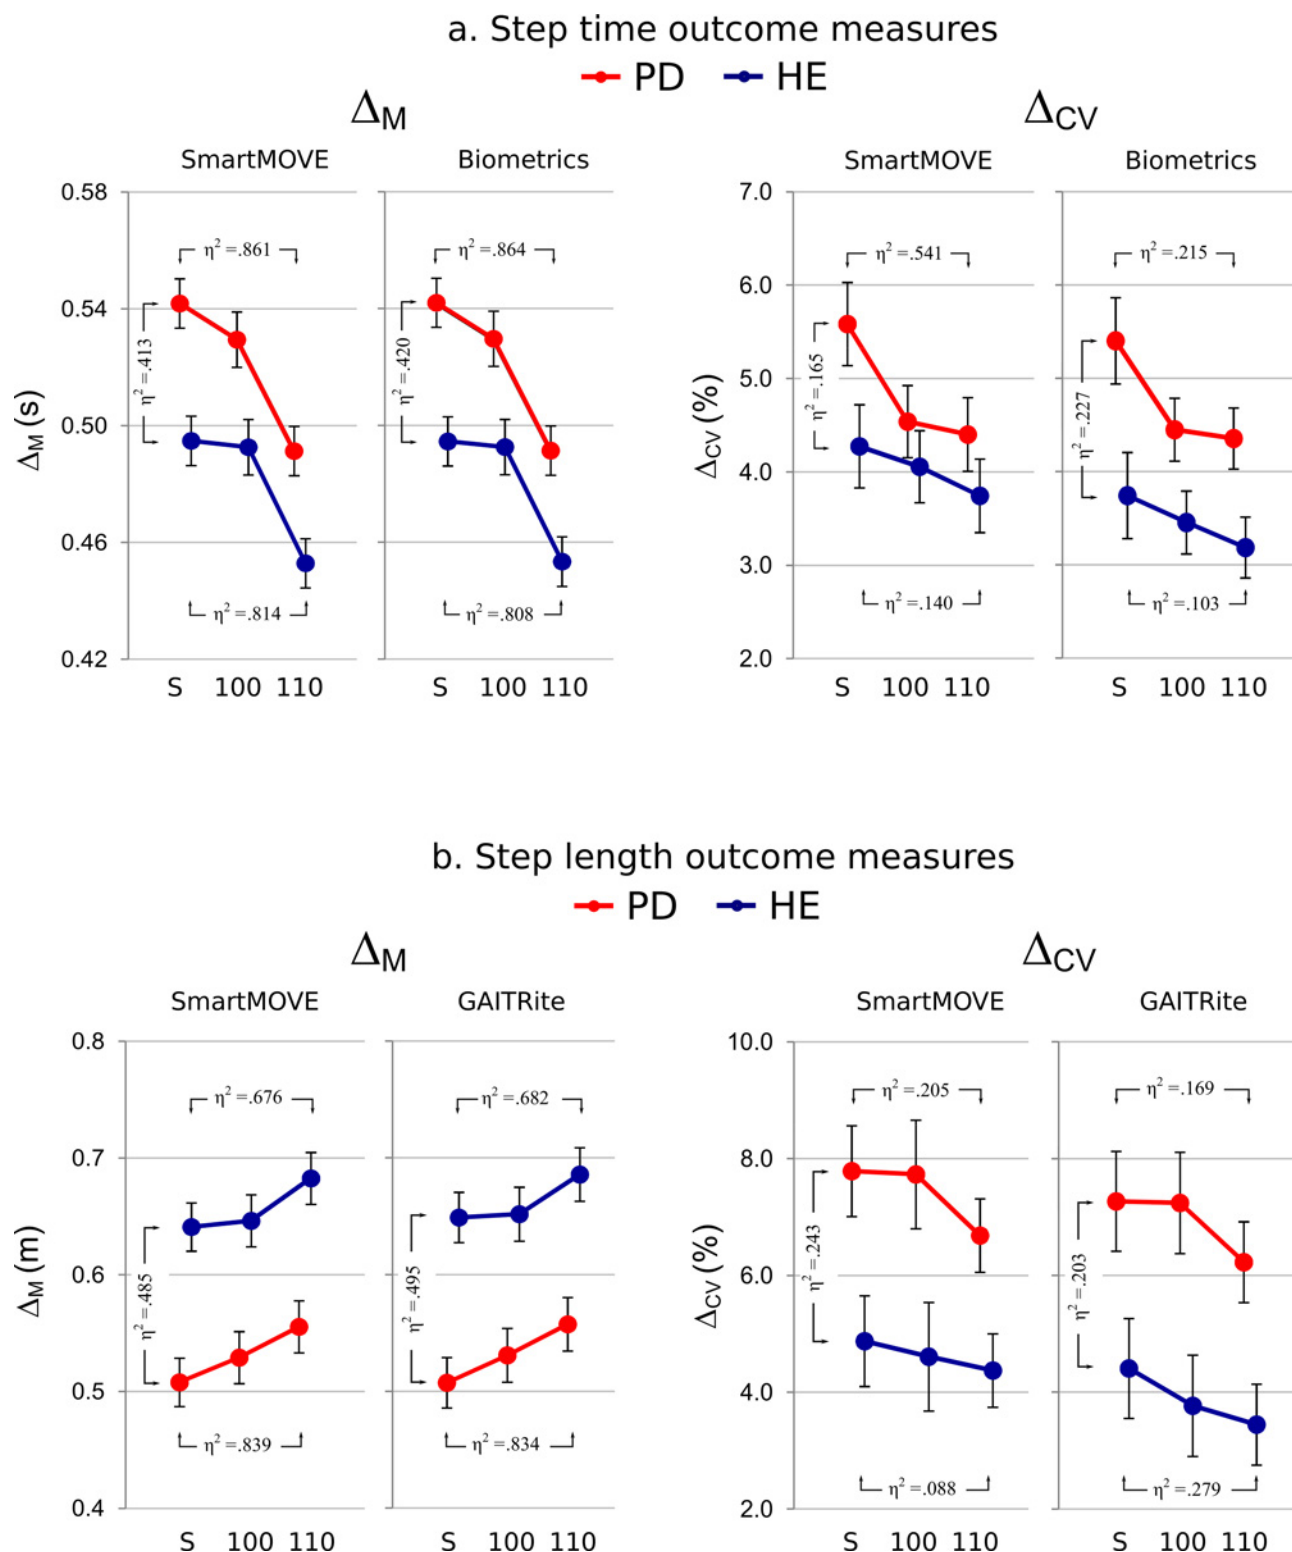 a. Step time outcome measures
PD HE
ΔM ΔCV
SmartMOVE Biometrics SmartMOVE Biometrics
0.58
0.54
0.50
0.46
0.42
ΔM (s)
η² =.861
η² =.413
η² =.814
η² =.864
η² =.420
η² =.808
7.0
6.0
5.0
4.0
3.0
2.0
ΔCV (%)
η² =.541
η² =.165
η² =.140
η² =.215
η² =.227
η² =.103
S 100 110 S 100 110 S 100 110 S 100 110
b. Step length outcome measures
PD HE
ΔM ΔCV
SmartMOVE GAITRite SmartMOVE GAITRite
0.8
0.7
0.6
0.5
0.4
ΔM (m)
η² =.676
η² =.485
η² =.839
η² =.682
η² =.495
η² =.834
10.0
8.0
6.0
4.0
2.0
ΔCV (%)
η² =.205
η² =.243
η² =.088
η² =.169
η² =.203
η² =.279
S 100 110 S 100 110 S 100 110 S 100 110